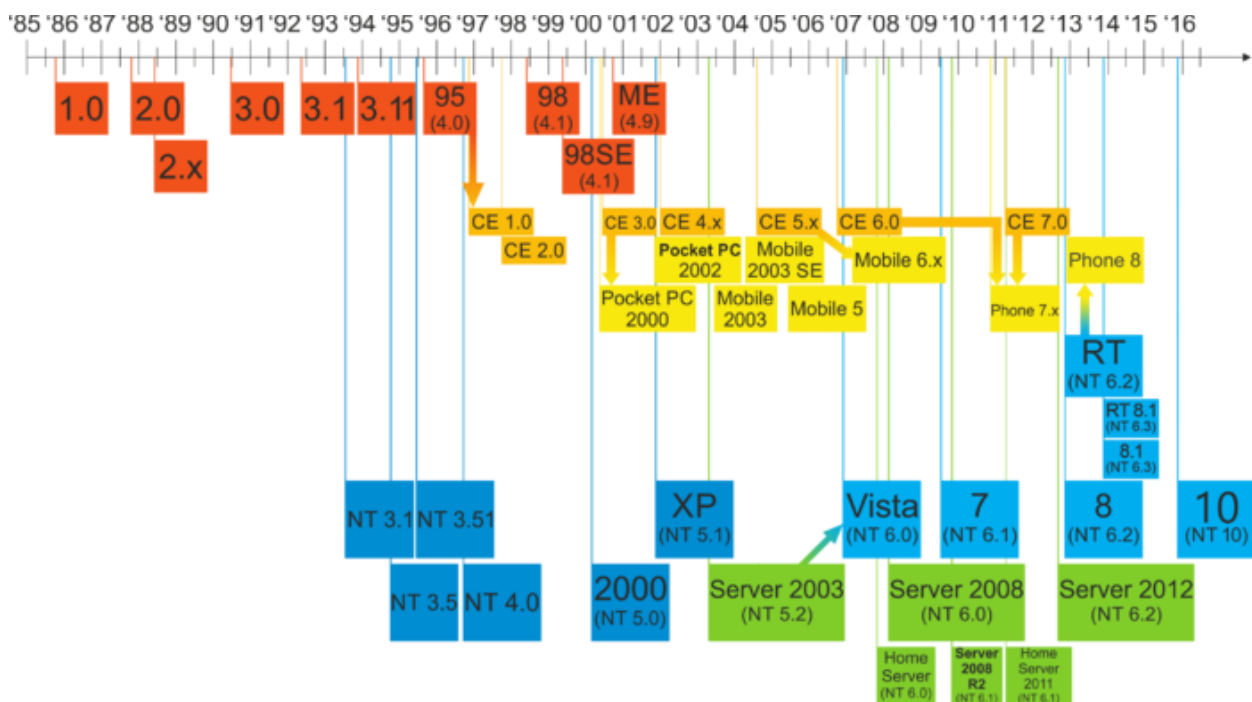 '85 '86 '87 '88 '89 '90 '91 '92 '93 '94 '95 '96 '97 '98 '99 '00 '01 '02 '03 '04 '05 '06 '07 '08 '09 '10 '11 '12 '13 '14 '15 '16
1.0
2.0
3.0
3.1
3.11
95
(4.0)
98
(4.1)
ME
(4.9)
2.x
98SE
(4.1)
CE 1.0
CE 2.0
CE 3.0
CE 4.x
CE 5.x
CE 6.0
CE 7.0
Pocket PC
2002
Mobile
2003 SE
Mobile 6.x
Phone 8
Pocket PC
2000
Mobile
2003
Mobile 5
Phone 7.x
RT
(NT 6.2)
RT 8.1
(NT 6.3)
8.1
(NT 6.3)
NT 3.1
NT 3.51
XP
(NT 5.1)
Vista
(NT 6.0)
7
(NT 6.1)
8
(NT 6.2)
10
(NT 10)
NT 3.5
NT 4.0
2000
(NT 5.0)
Server 2003
(NT 5.2)
Server 2008
(NT 6.0)
Server 2012
(NT 6.2)
Home
Server
(NT 6.0)
Server
2008
R2
(NT 6.1)
Home
Server
2011
(NT 6.1)